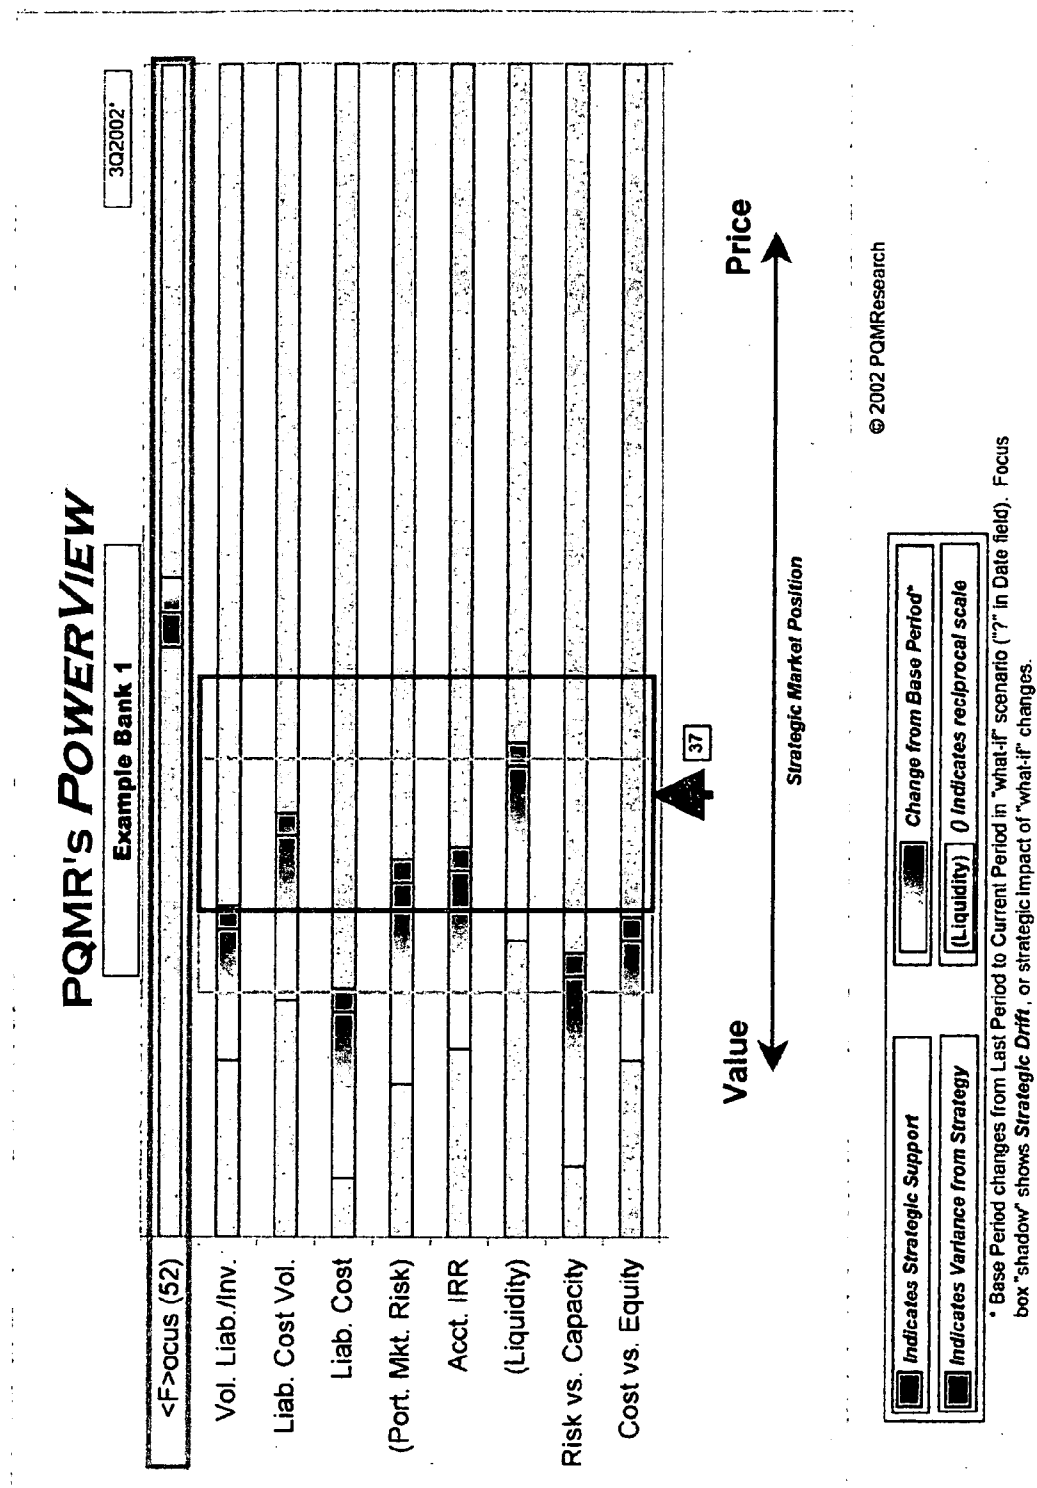 PQMR's POWERVIEW
Example Bank 1
3Q2002*
<F>ocus (52)
Vol. Liab./Inv.
Liab. Cost Vol.
Liab. Cost
(Port. Mkt. Risk)
Acct. IRR
(Liquidity)
Risk vs. Capacity
Cost vs. Equity
37
Value
Price
Strategic Market Position
© 2002 PQMResearch
Indicates Strategic Support
Change from Base Period*
Indicates Variance from Strategy
(Liquidity) () Indicates reciprocal scale
* Base Period changes from Last Period to Current Period in "what-if" scenario ("?" in Date field). Focus
box "shadow" shows Strategic Drift, or strategic impact of "what-if" changes.